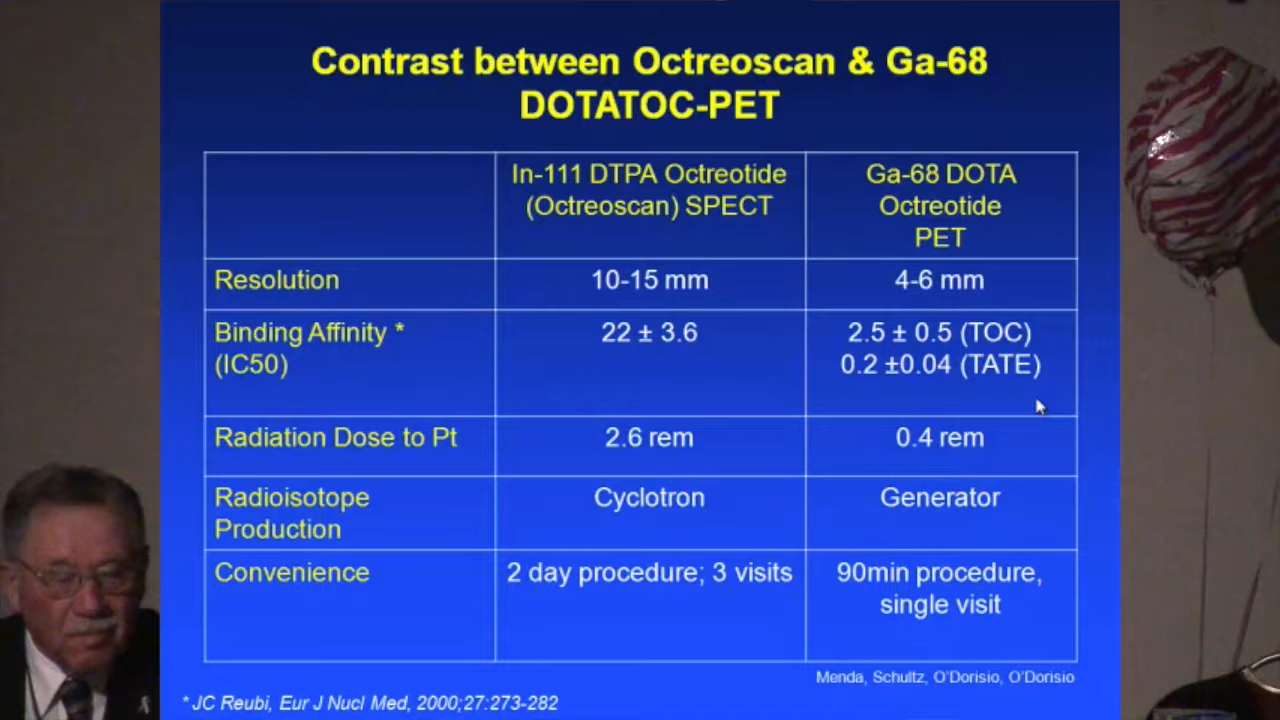 Contrast between Octreoscan & Ga-68
DOTATOC-PET
In-111 DTPA Octreotide
(Octreoscan) SPECT
Ga-68 DOTA
Octreotide
PET
Resolution
10-15 mm
4-6 mm
Binding Affinity *
(IC50)
22 ± 3.6
2.5 ± 0.5 (TOC)
0.2 ±0.04 (TATE)
Radiation Dose to Pt
2.6 rem
0.4 rem
Radioisotope
Production
Cyclotron
Generator
Convenience
2 day procedure; 3 visits
90min procedure,
single visit
Menda, Schultz, O'Dorisio, O'Dorisio
* JC Reubi, Eur J Nucl Med, 2000;27:273-282